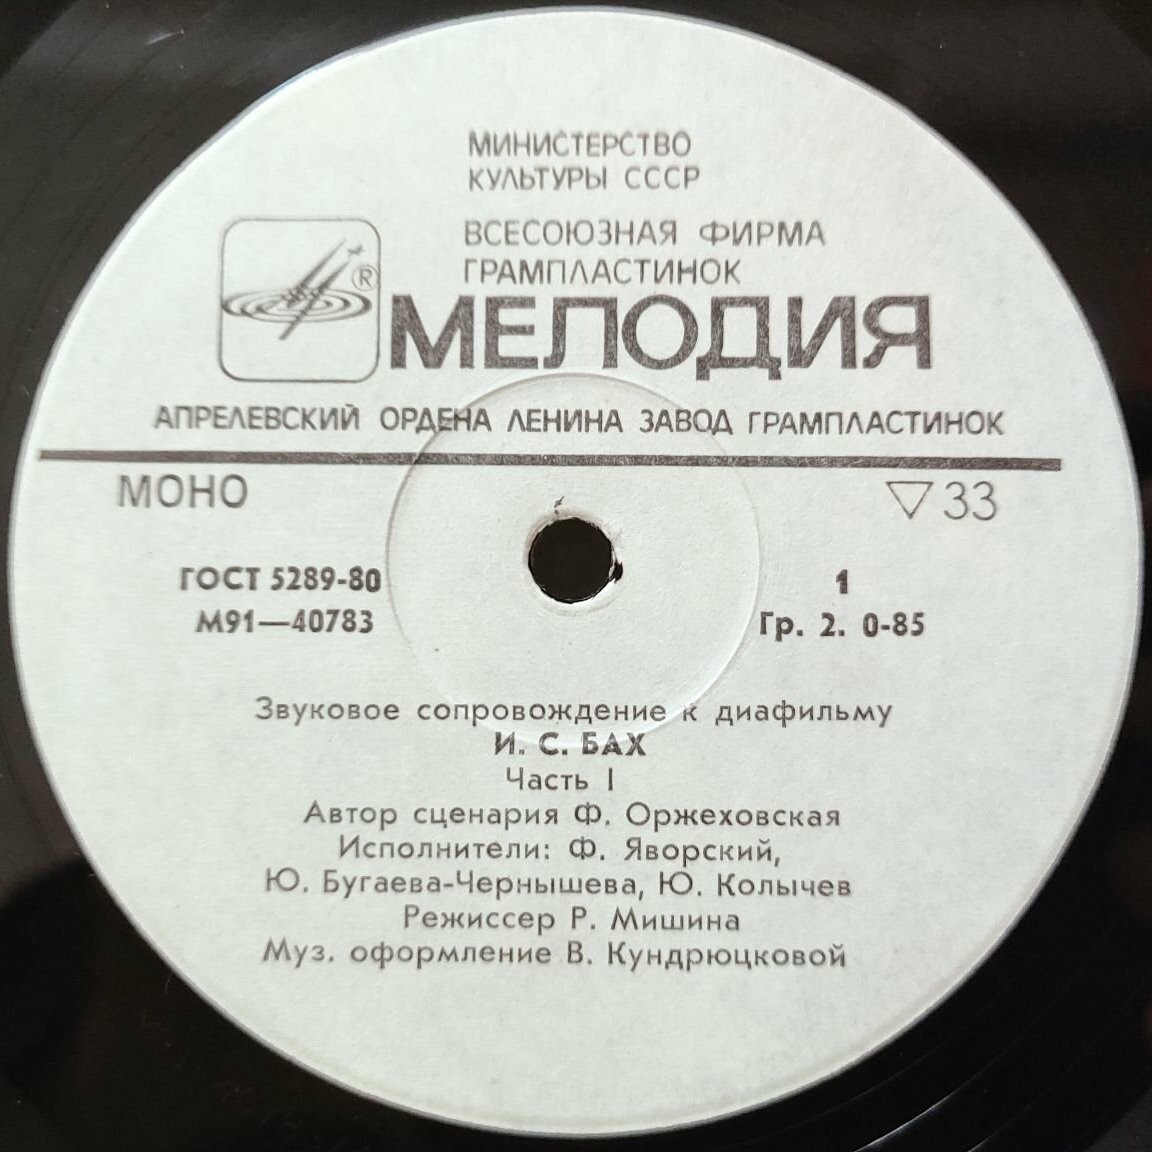 МИНИСТЕРСТВО
КУЛЬТУРЫ СССР
ВСЕСОЮЗНАЯ ФИРМА
ГРАМПЛАСТИНОК
®
МЕЛОДИЯ
АПРЕЛЕВСКИЙ ОРДЕНА ЛЕНИНА ЗАВОД ГРАМПЛАСТИНОК
МОНО ▽33
ГОСТ 5289-80 1
М91—40783 Гр. 2. 0-85
Звуковое сопровождение к диафильму
И. С. БАХ
Часть I
Автор сценария Ф. Оржеховская
Исполнители: Ф. Яворский,
Ю. Бугаева-Чернышева, Ю. Колычев
Режиссер Р. Мишина
Муз. оформление В. Кундрюцковой